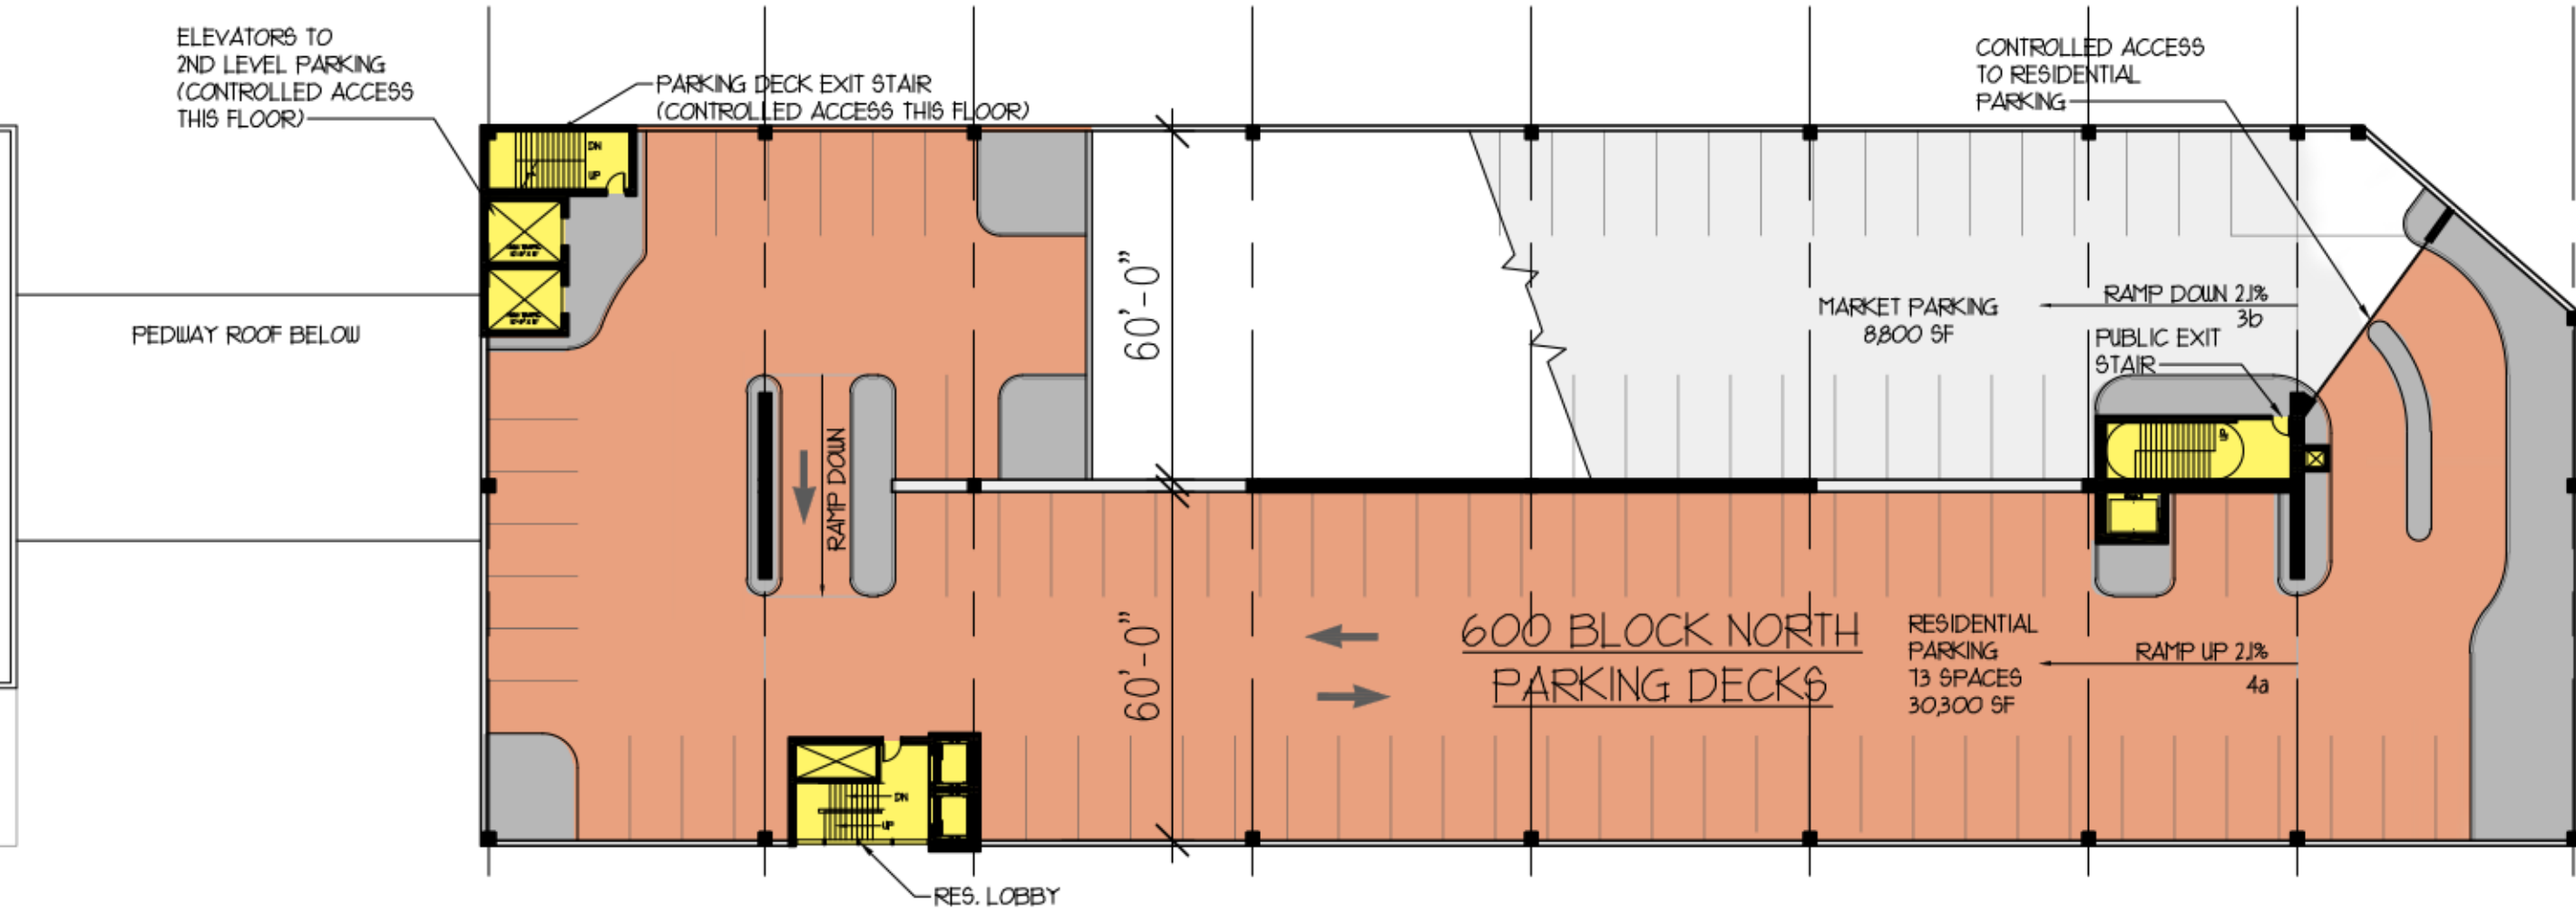 ELEVATORS TO
2ND LEVEL PARKING
(CONTROLLED ACCESS
THIS FLOOR)
PARKING DECK EXIT STAIR
(CONTROLLED ACCESS THIS FLOOR)
CONTROLLED ACCESS
TO RESIDENTIAL
PARKING
DN
UP
PEDWAY ROOF BELOW
RAMP DOWN
60'-0"
60'-0"
MARKET PARKING
8,800 SF
RAMP DOWN 2.1%
3b
PUBLIC EXIT
STAIR
UP
600 BLOCK NORTH
PARKING DECKS
RESIDENTIAL
PARKING
73 SPACES
30,300 SF
RAMP UP 2.1%
4a
DN
UP
RES. LOBBY